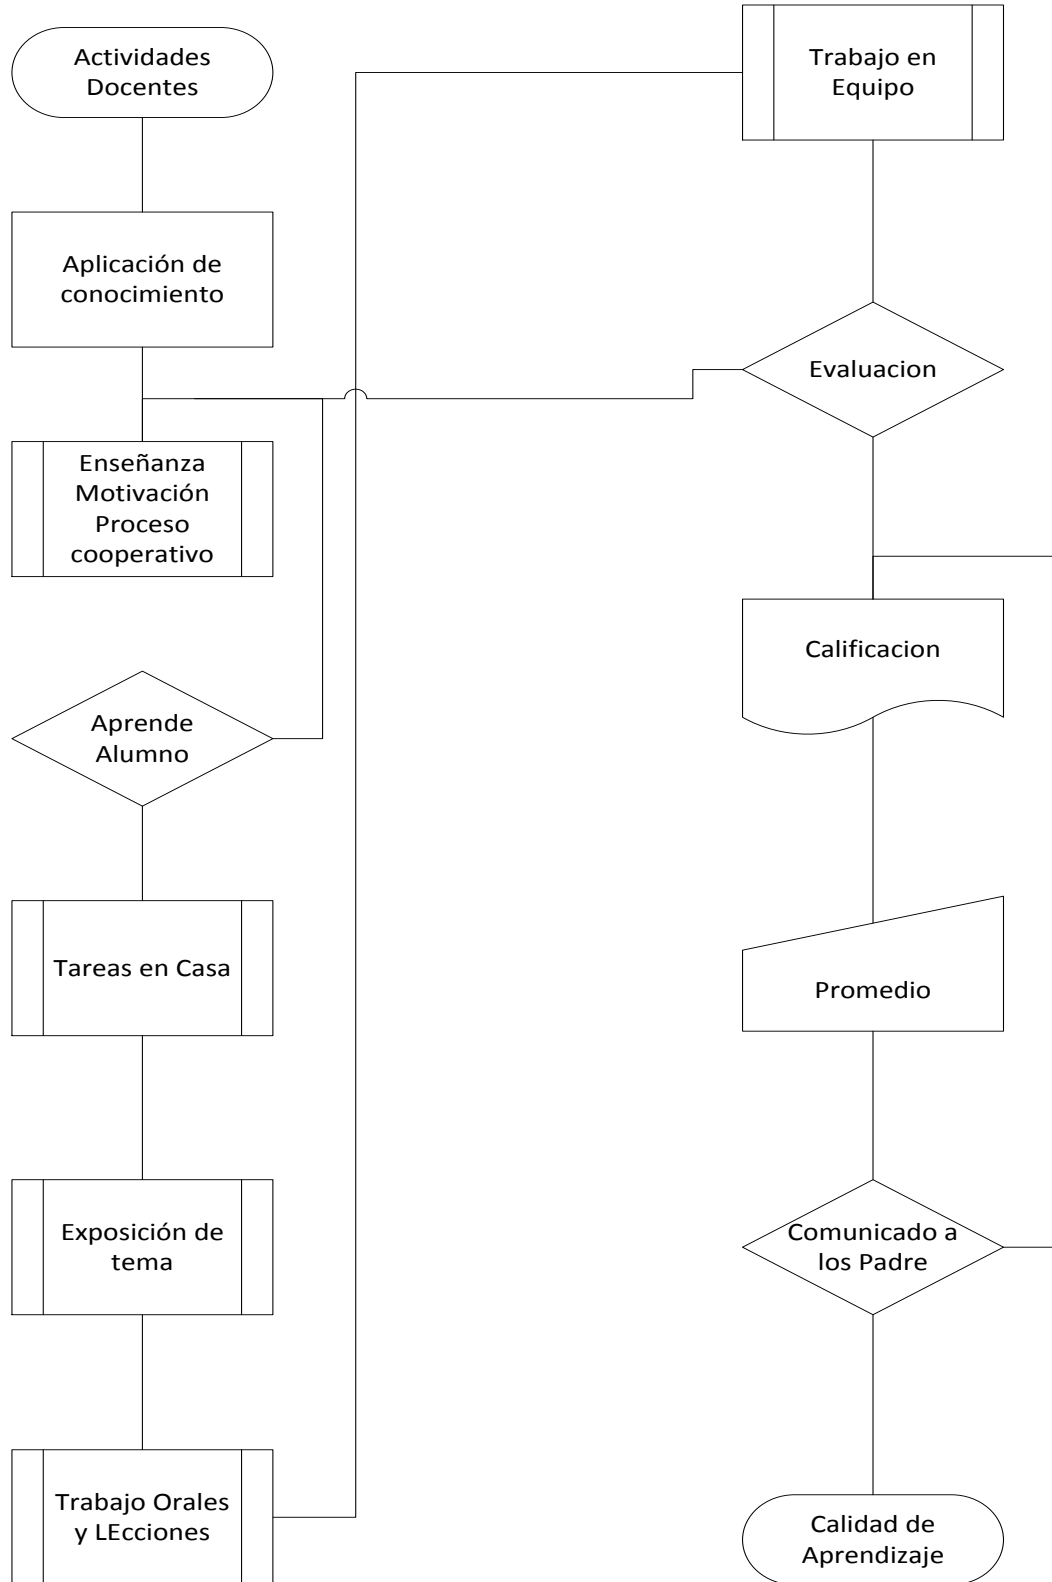 Actividades
Docentes
Aplicación de
conocimiento
Enseñanza
Motivación
Proceso
cooperativo
Aprende
Alumno
Tareas en Casa
Exposición de
tema
Trabajo Orales
y LEcciones
Trabajo en
Equipo
Evaluacion
Calificacion
Promedio
Comunicado a
los Padre
Calidad de
Aprendizaje